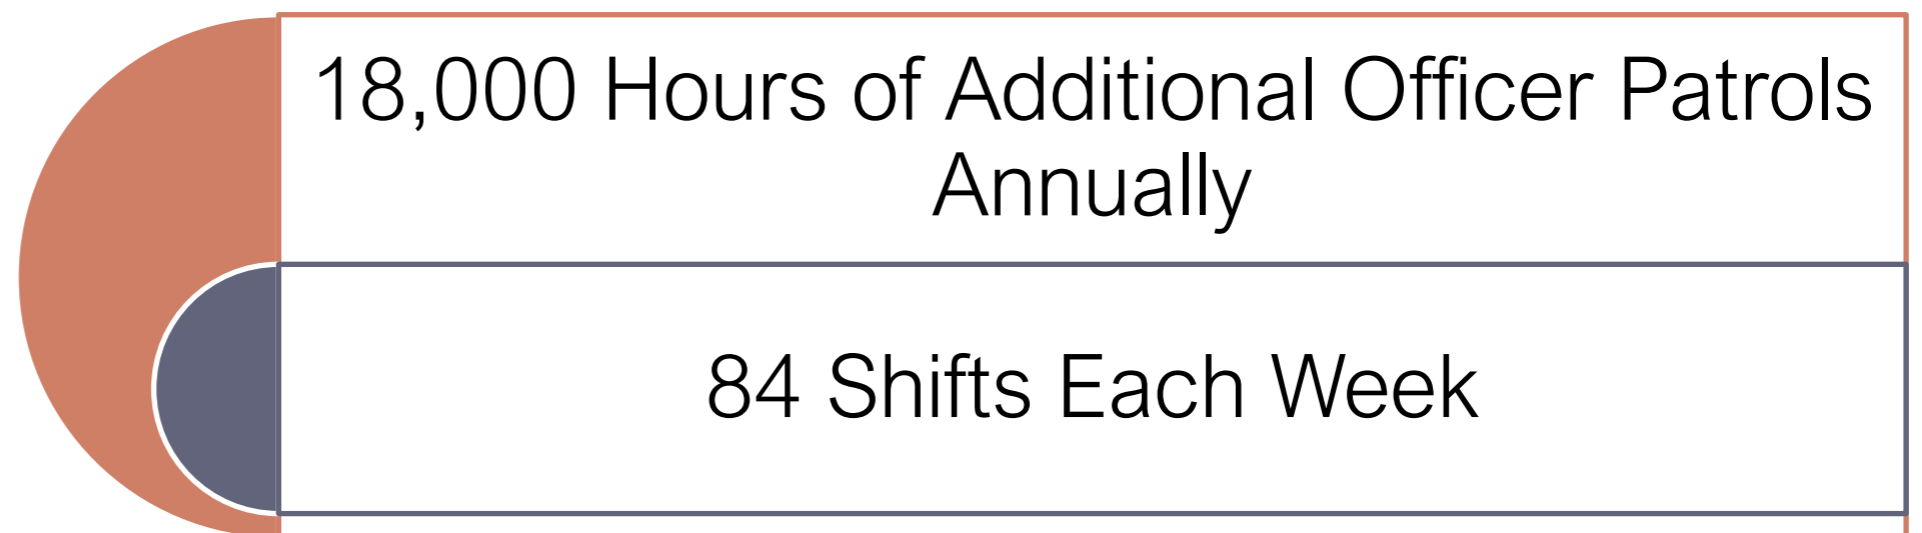 18,000 Hours of Additional Officer Patrols
Annually
84 Shifts Each Week